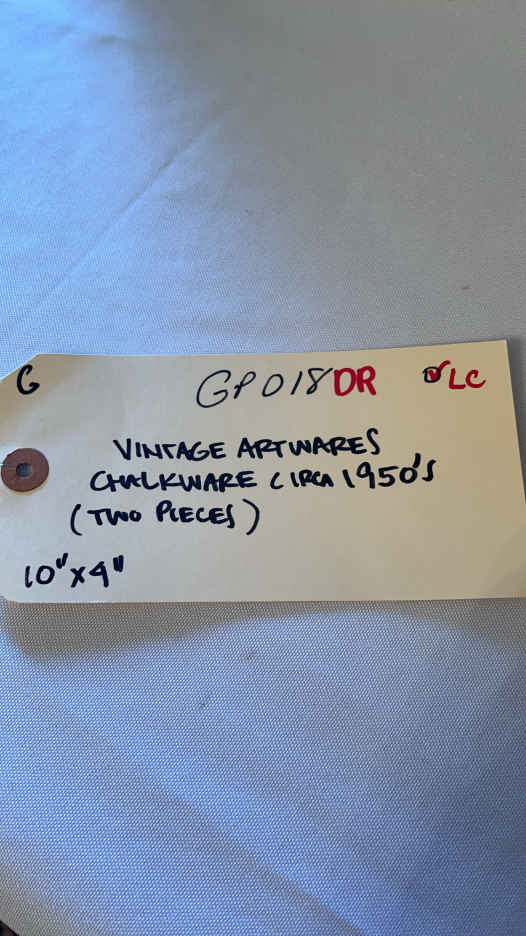 G GP018DR ☑LC
VINTAGE ARTWARES
CHALKWARE CIRCA 1950'S
(TWO PIECES)
10"X4"